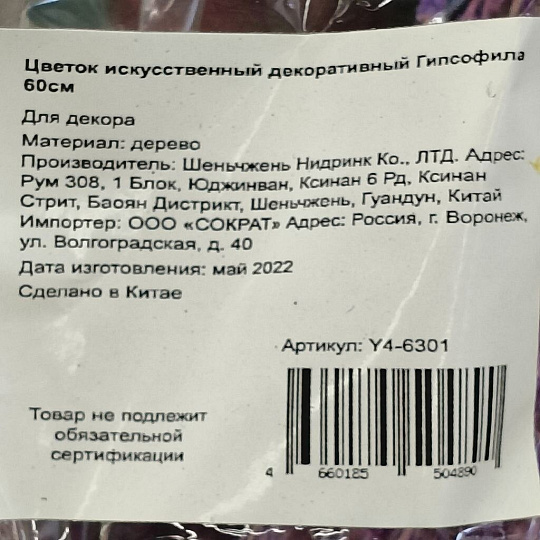 Цветок искусственный декоративный Гипсофила
60см
Для декора
Материал: дерево
Производитель: Шеньчжень Нидринк Ко., ЛТД. Адрес:
Рум 308, 1 Блок, Юджинван, Ксинан 6 Рд, Ксинан
Стрит, Баоян Дистрикт, Шеньчжень, Гуандун, Китай
Импортер: ООО «СОКРАТ» Адрес: Россия, г. Воронеж,
ул. Волгоградская, д. 40
Дата изготовления: май 2022
Сделано в Китае
Артикул: Y4-6301
Товар не подлежит
обязательной
сертификации
4 660185 504890